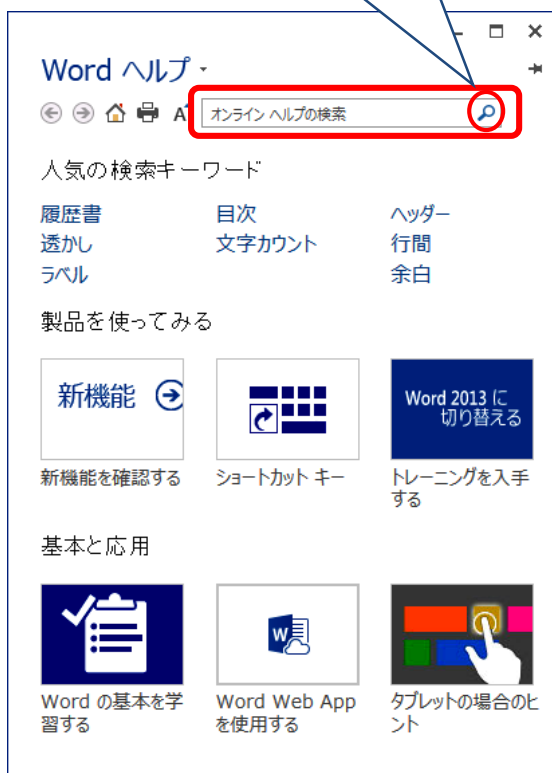 Word ヘルプ
A
オンライン ヘルプの検索
人気の検索キーワード
履歴書 目次 ヘッダー
透かし 文字カウント 行間
ラベル 余白
製品を使ってみる
新機能
Word 2013 に
切り替える
新機能を確認する ショートカット キー トレーニングを入手
する
基本と応用
W
Word の基本を学 Word Web App タブレットの場合のヒ
習する を使用する ント